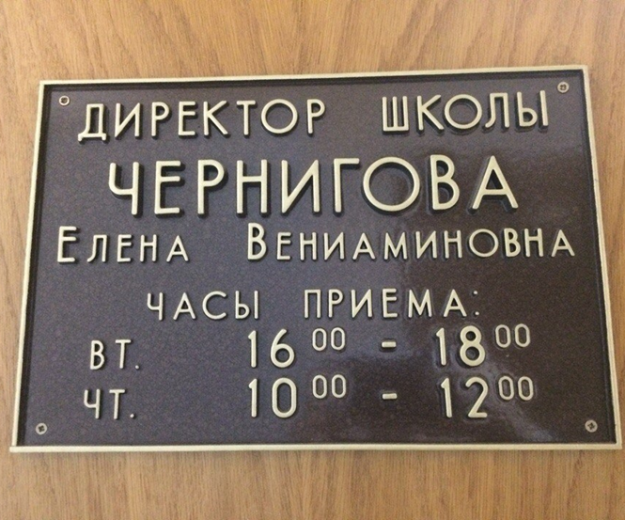 ДИРЕКТОР ШКОЛЫ
ЧЕРНИГОВА
ЕЛЕНА ВЕНИАМИНОВНА
ЧАСЫ ПРИЕМА:
ВТ. 16 00 - 18 00
ЧТ. 10 00 - 12 00